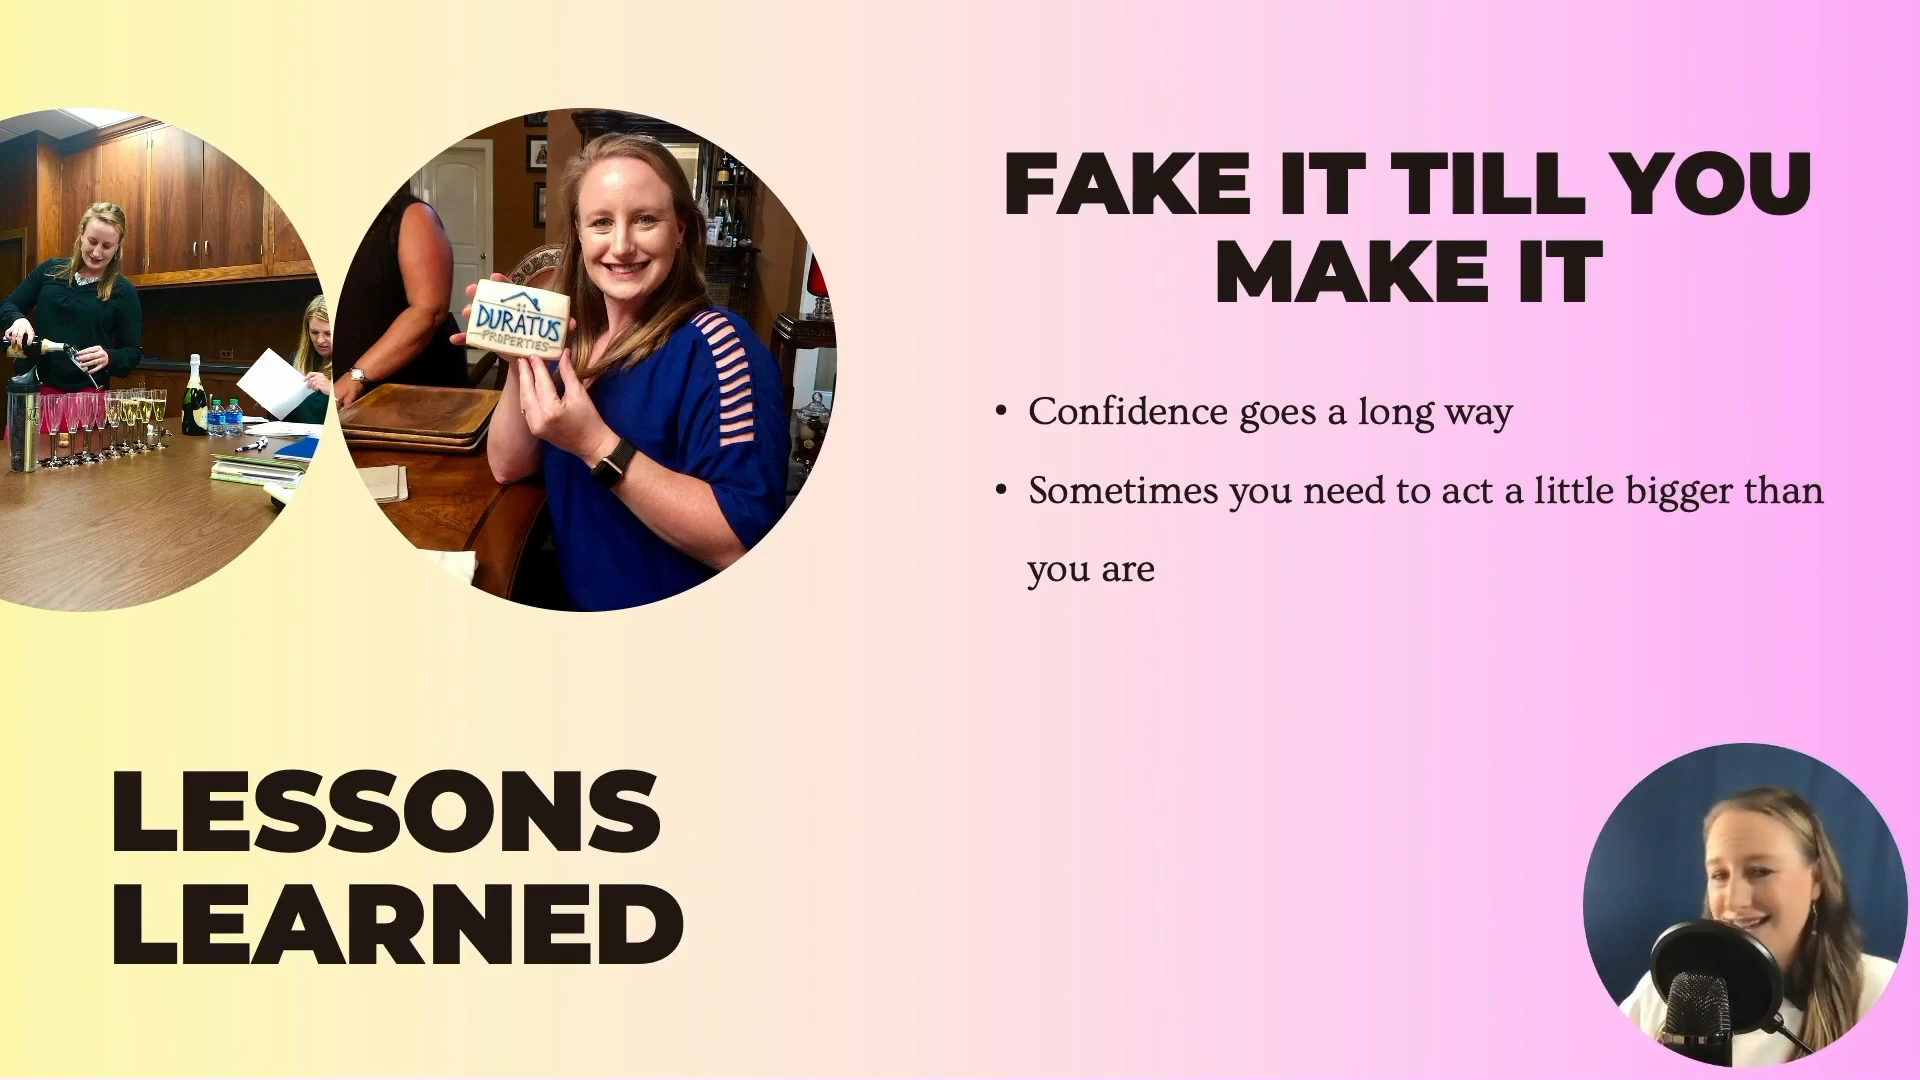 FAKE IT TILL YOU
MAKE IT
DURATUS
PROPERTIES
• Confidence goes a long way
• Sometimes you need to act a little bigger than
you are
LESSONS
LEARNED